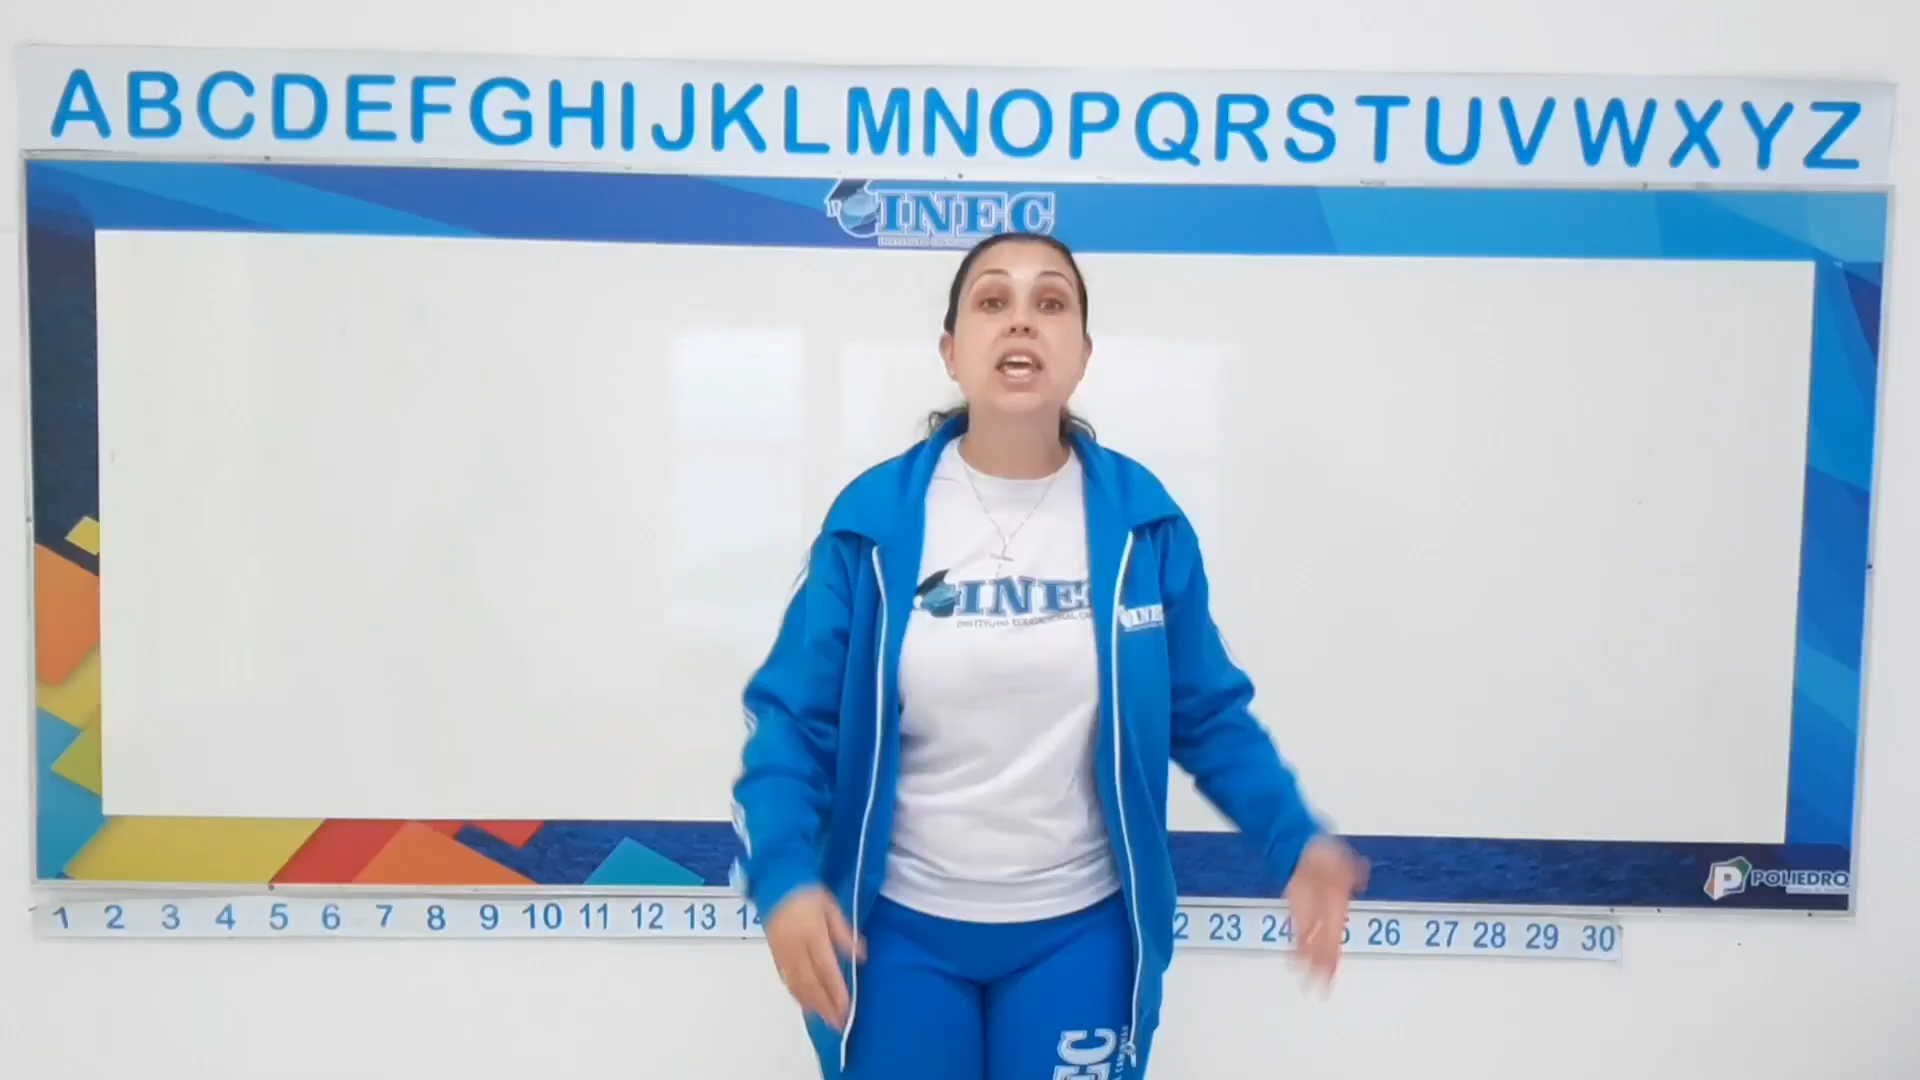 ABCDEFGHIJKLMNOPQRSTUVWXYZ
INEC
INEC
INEC
POLIEDRO
1 2 3 4 5 6 7 8 9 10 11 12 13 23 24 26 27 28 29 30